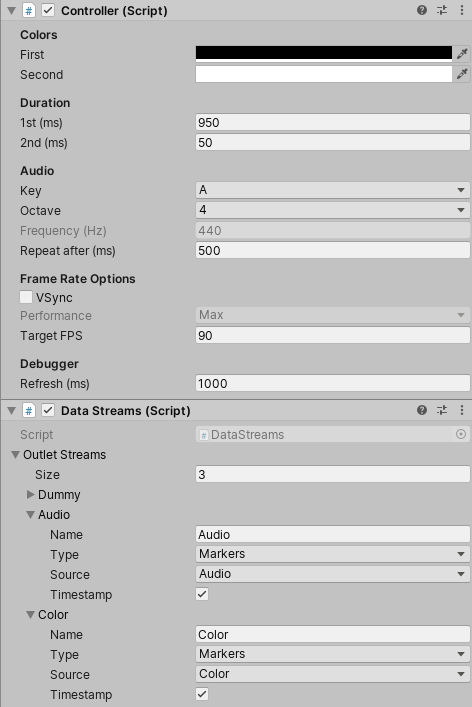 Controller (Script)
Colors
First
Second
Duration
1st (ms) 950
2nd (ms) 50
Audio
Key A
Octave 4
Frequency (Hz) 440
Repeat after (ms) 500
Frame Rate Options
VSync
Performance Max
Target FPS 90
Debugger
Refresh (ms) 1000
# Data Streams (Script)
Script # DataStreams
Outlet Streams
Size 3
Dummy
Audio
Name Audio
Type Markers
Source Audio
Timestamp
Color
Name Color
Type Markers
Source Color
Timestamp